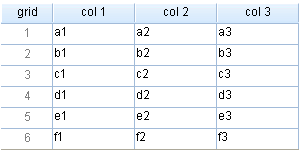 grid col 1 col 2 col 3
1 a1 a2 a3
2 b1 b2 b3
3 c1 c2 c3
4 d1 d2 d3
5 e1 e2 e3
6 f1 f2 f3